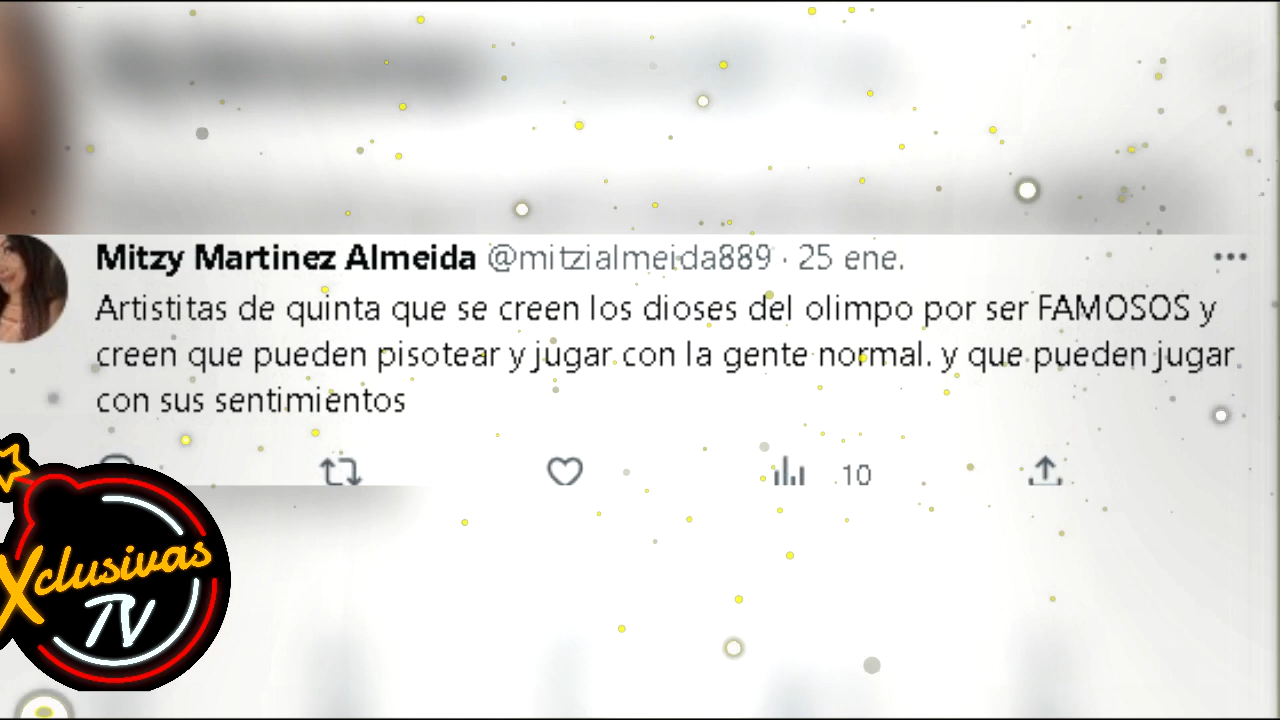 Mitzy Martinez Almeida @mitzialmeida889 · 25 ene.
Artistitas de quinta que se creen los dioses del olimpo por ser FAMOSOS y
creen que pueden pisotear y jugar con la gente normal. y que pueden jugar
con sus sentimientos
10
Xclusivas
TV